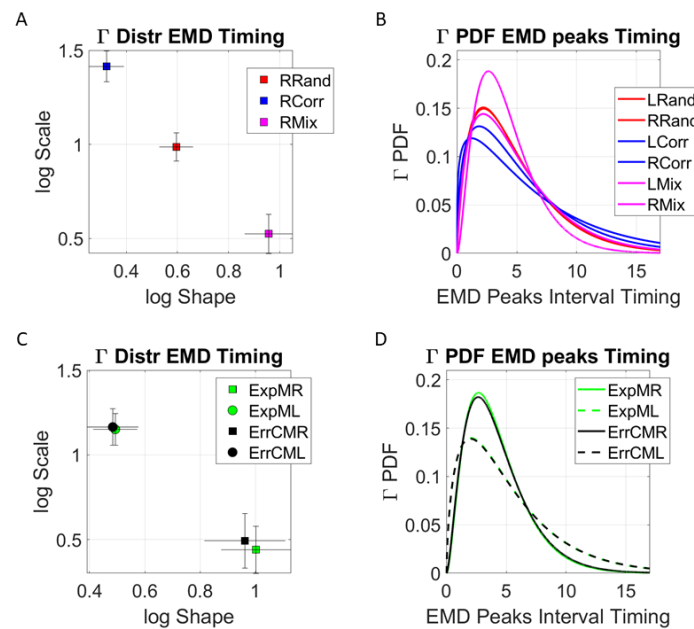 A
Γ Distr EMD Timing
1.5
1
0.5
log Scale
0.4
0.6
0.8
1
log Shape
RRand
RCorr
RMix
B
Γ PDF EMD peaks Timing
0.2
0.15
0.1
0.05
0
Γ PDF
0
5
10
15
EMD Peaks Interval Timing
LRand
RRand
LCorr
RCorr
LMix
RMix
C
Γ Distr EMD Timing
1.5
1
0.5
log Scale
0.4
0.6
0.8
1
log Shape
ExpMR
ExpML
ErrCMR
ErrCML
D
Γ PDF EMD peaks Timing
0.2
0.15
0.1
0.05
0
Γ PDF
0
5
10
15
EMD Peaks Interval Timing
ExpMR
ExpML
ErrCMR
ErrCML